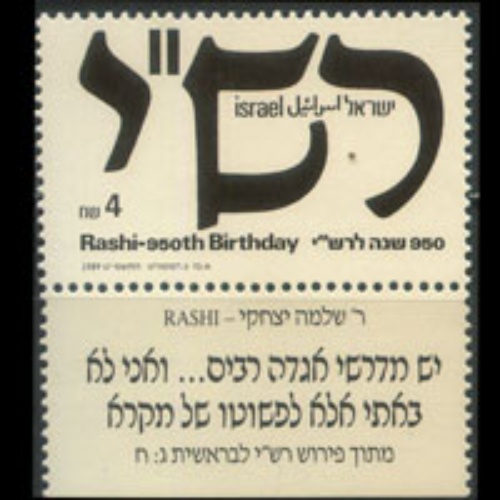 רש"י
ישראל اسرائيل israel
4 שח
Rashi-950th Birthday 950 שנה לרש"י
ר' שלמה יצחקי – RASHI
יש מדרשי אגדה רבים... ואני לא
באתי אלא לפשוטו של מקרא
מתוך פירוש רש"י לבראשית ג: ח